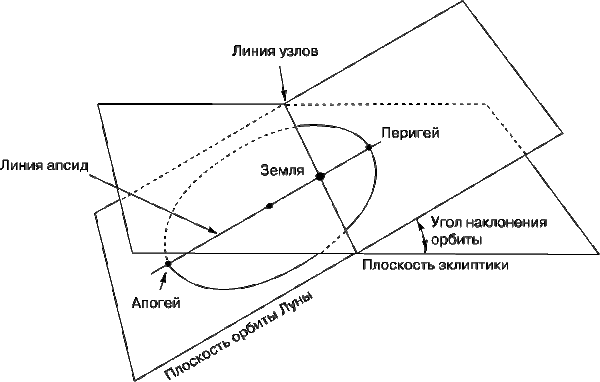 Линия узлов
Перигей
Линия апсид
Земля
Угол наклонения
орбиты
Плоскость эклиптики
Апогей
Плоскость орбиты Луны